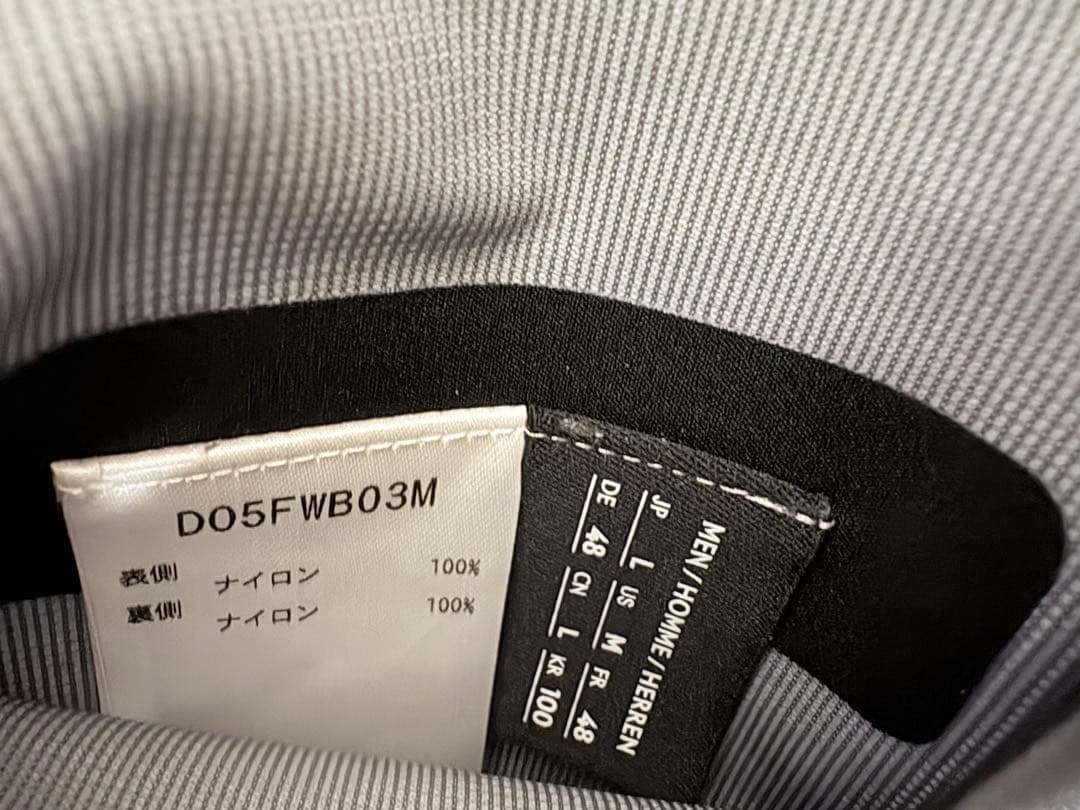 DO5FWB03M
表側 ナイロン 100%
裏側 ナイロン 100%
MEN/HOMME/HERREN
JP L US M FR 48
DE 48 CN L KR 100